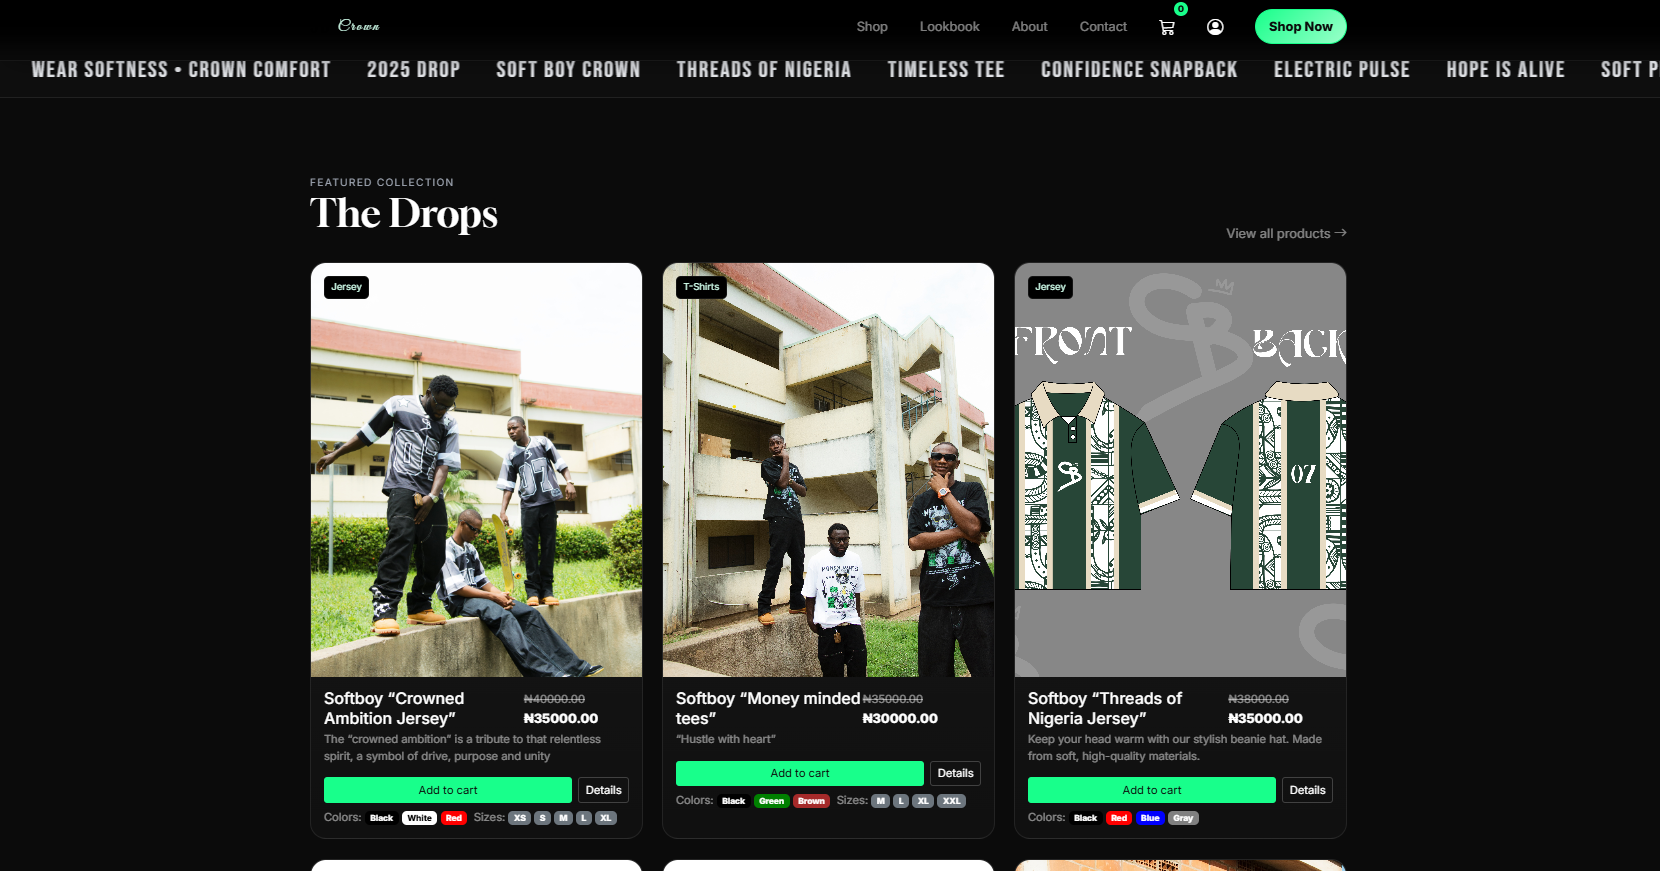 Crown
Shop
Lookbook
About
Contact
0
Shop Now
WEAR SOFTNESS • CROWN COMFORT 2025 DROP SOFT BOY CROWN THREADS OF NIGERIA TIMELESS TEE CONFIDENCE SNAPBACK ELECTRIC PULSE HOPE IS ALIVE SOFT
FEATURED COLLECTION
The Drops
View all products →
Jersey
07
Softboy “Crowned
Ambition Jersey”
₦40000.00
₦35000.00
The “crowned ambition” is a tribute to that relentless
spirit, a symbol of drive, purpose and unity
Add to cart
Details
Colors: Black White Red Sizes: XS S M L XL
T-Shirts
Softboy “Money minded
tees”
₦35000.00
₦30000.00
“Hustle with heart”
Add to cart
Details
Colors: Black Green Brown Sizes: M L XL XXL
Jersey
FRONT
BACK
SB
07
Softboy “Threads of
Nigeria Jersey”
₦38000.00
₦35000.00
Keep your head warm with our stylish beanie hat. Made
from soft, high-quality materials.
Add to cart
Details
Colors: Black Red Blue Gray